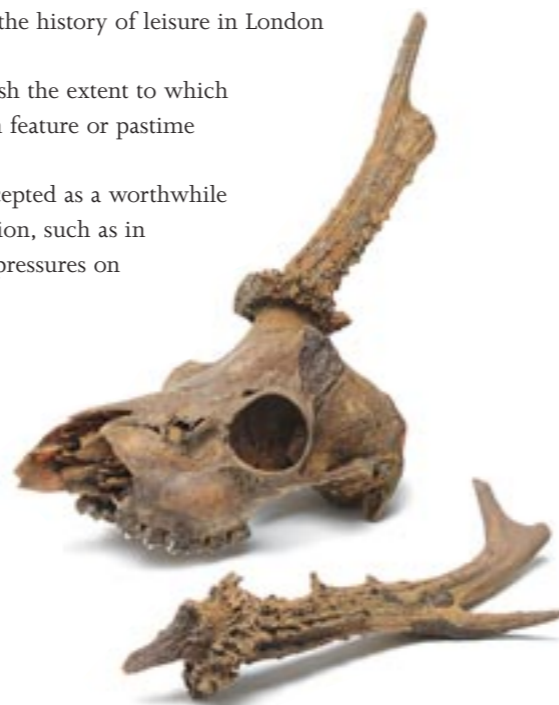 the history of leisure in London
sh the extent to which
feature or pastime
cepted as a worthwhile
ion, such as in
pressures on